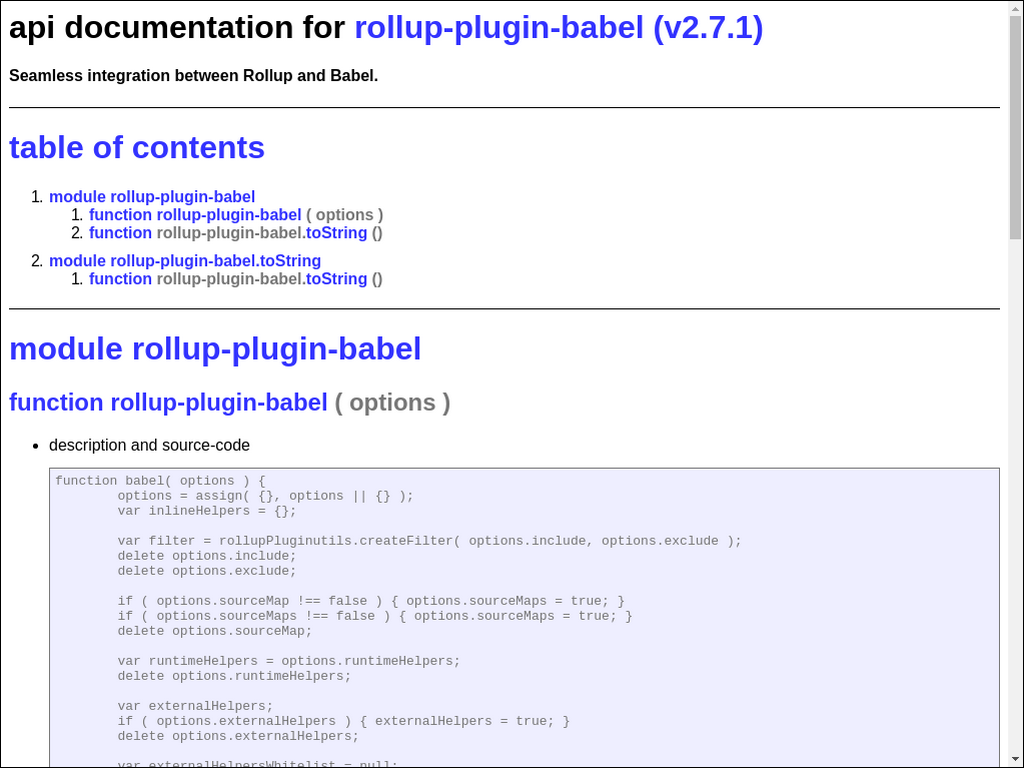 api documentation for rollup-plugin-babel (v2.7.1)
Seamless integration between Rollup and Babel.
table of contents
1. module rollup-plugin-babel
1. function rollup-plugin-babel ( options )
2. function rollup-plugin-babel.toString ()
2. module rollup-plugin-babel.toString
1. function rollup-plugin-babel.toString ()
module rollup-plugin-babel
function rollup-plugin-babel ( options )
• description and source-code
function babel( options ) {
options = assign( {}, options || {} );
var inlineHelpers = {};
var filter = rollupPluginutils.createFilter( options.include, options.exclude );
delete options.include;
delete options.exclude;
if ( options.sourceMap !== false ) { options.sourceMaps = true; }
if ( options.sourceMaps !== false ) { options.sourceMaps = true; }
delete options.sourceMap;
var runtimeHelpers = options.runtimeHelpers;
delete options.runtimeHelpers;
var externalHelpers;
if ( options.externalHelpers ) { externalHelpers = true; }
delete options.externalHelpers;
var externalHelpersWhitelist = null;